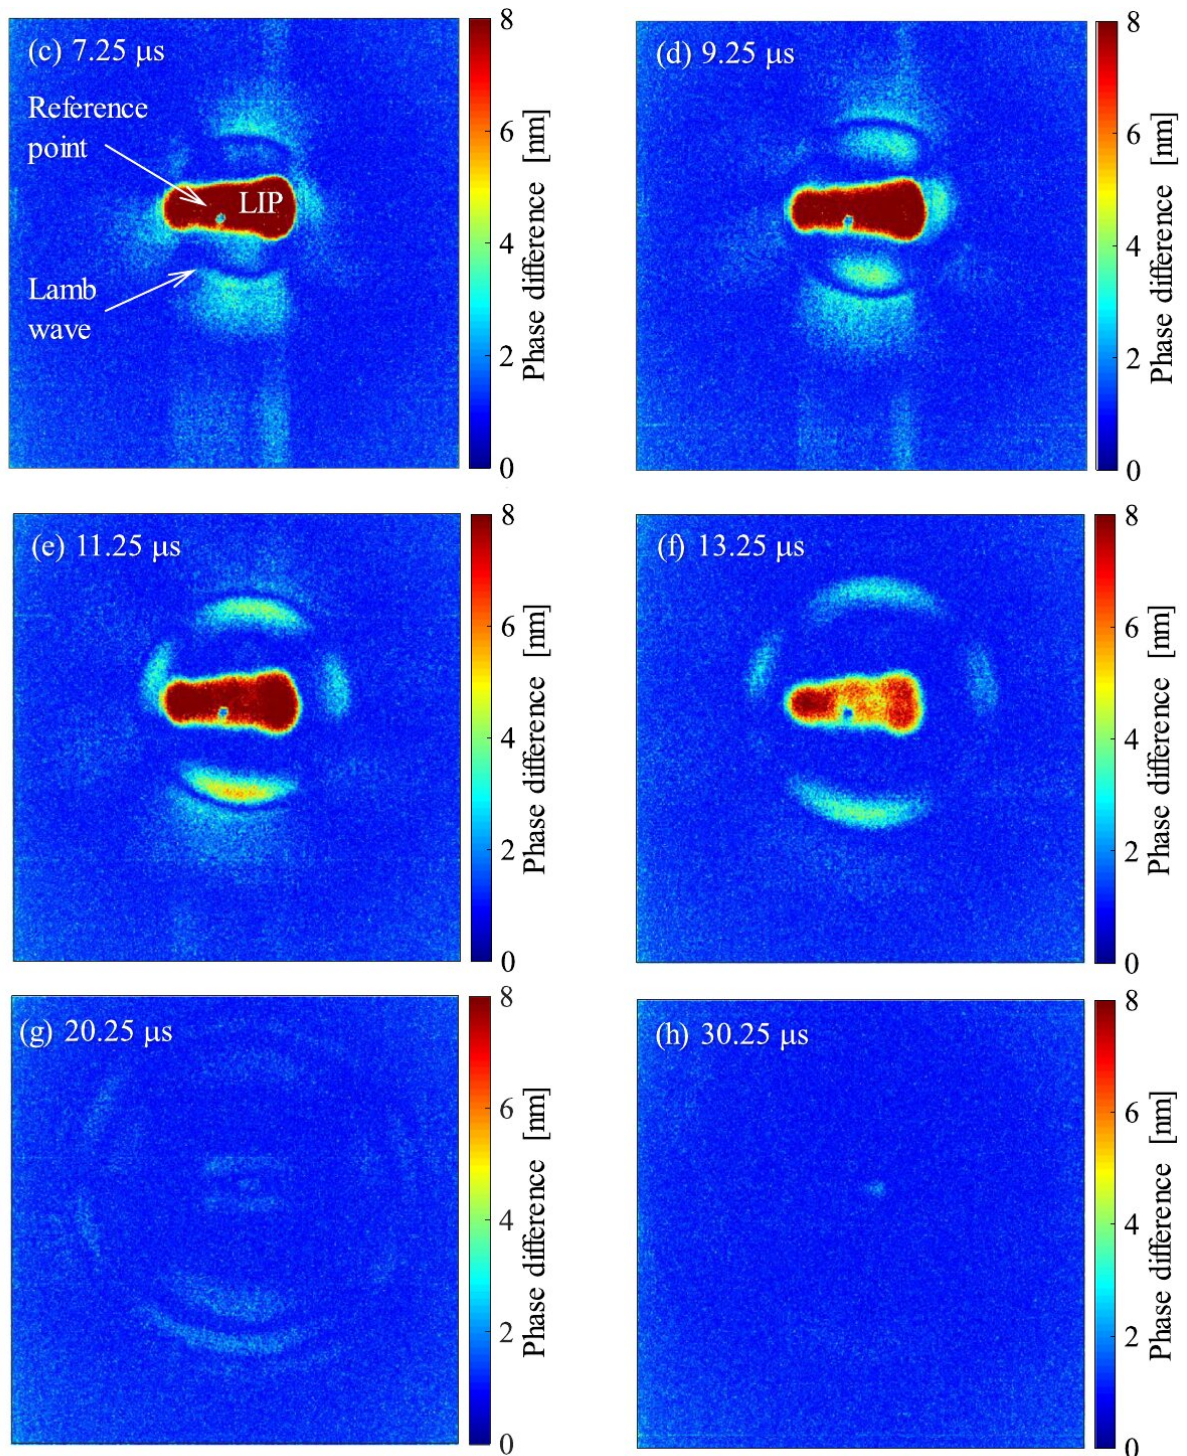 (c) 7.25 μs
Reference
point
LIP
Lamb
wave
8
6
4
2
0
Phase difference [nm]
(d) 9.25 μs
8
6
4
2
0
Phase difference [nm]
(e) 11.25 μs
8
6
4
2
0
Phase difference [nm]
(f) 13.25 μs
8
6
4
2
0
Phase difference [nm]
(g) 20.25 μs
8
6
4
2
0
Phase difference [nm]
(h) 30.25 μs
8
6
4
2
0
Phase difference [nm]